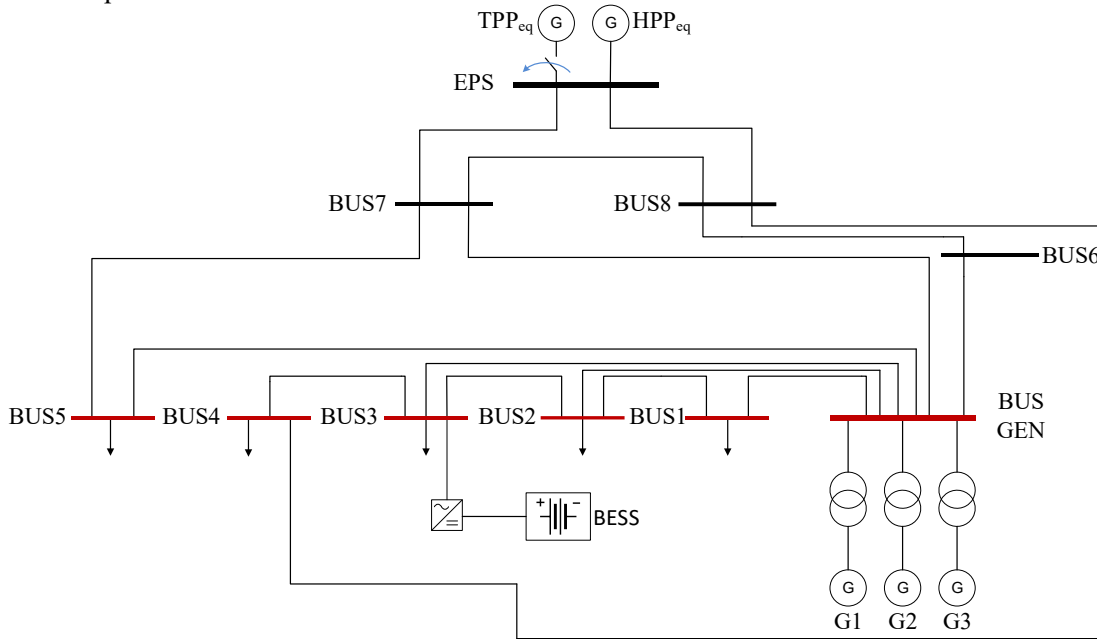 TPPeq
G
G
HPPeq
EPS
BUS7
BUS8
BUS6
BUS5
BUS4
BUS3
BUS2
BUS1
BUS
GEN
+
-
BESS
G
G
G
G1
G2
G3